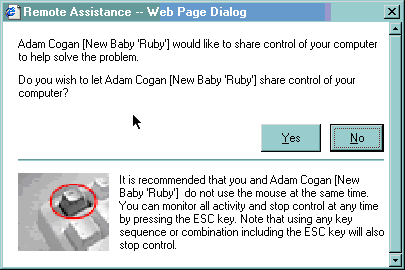 Remote Assistance -- Web Page Dialog
Adam Cogan [New Baby 'Ruby'] would like to share control of your computer
to help solve the problem.
Do you wish to let Adam Cogan [New Baby 'Ruby'] share control of your
computer?
Yes
No
It is recommended that you and Adam Cogan [New
Baby 'Ruby')  do not use the mouse at the same time.
You can monitor all activity and stop control at any time
by pressing the ESC key. Note that using any key
sequence or combination including the ESC key will also
stop control.